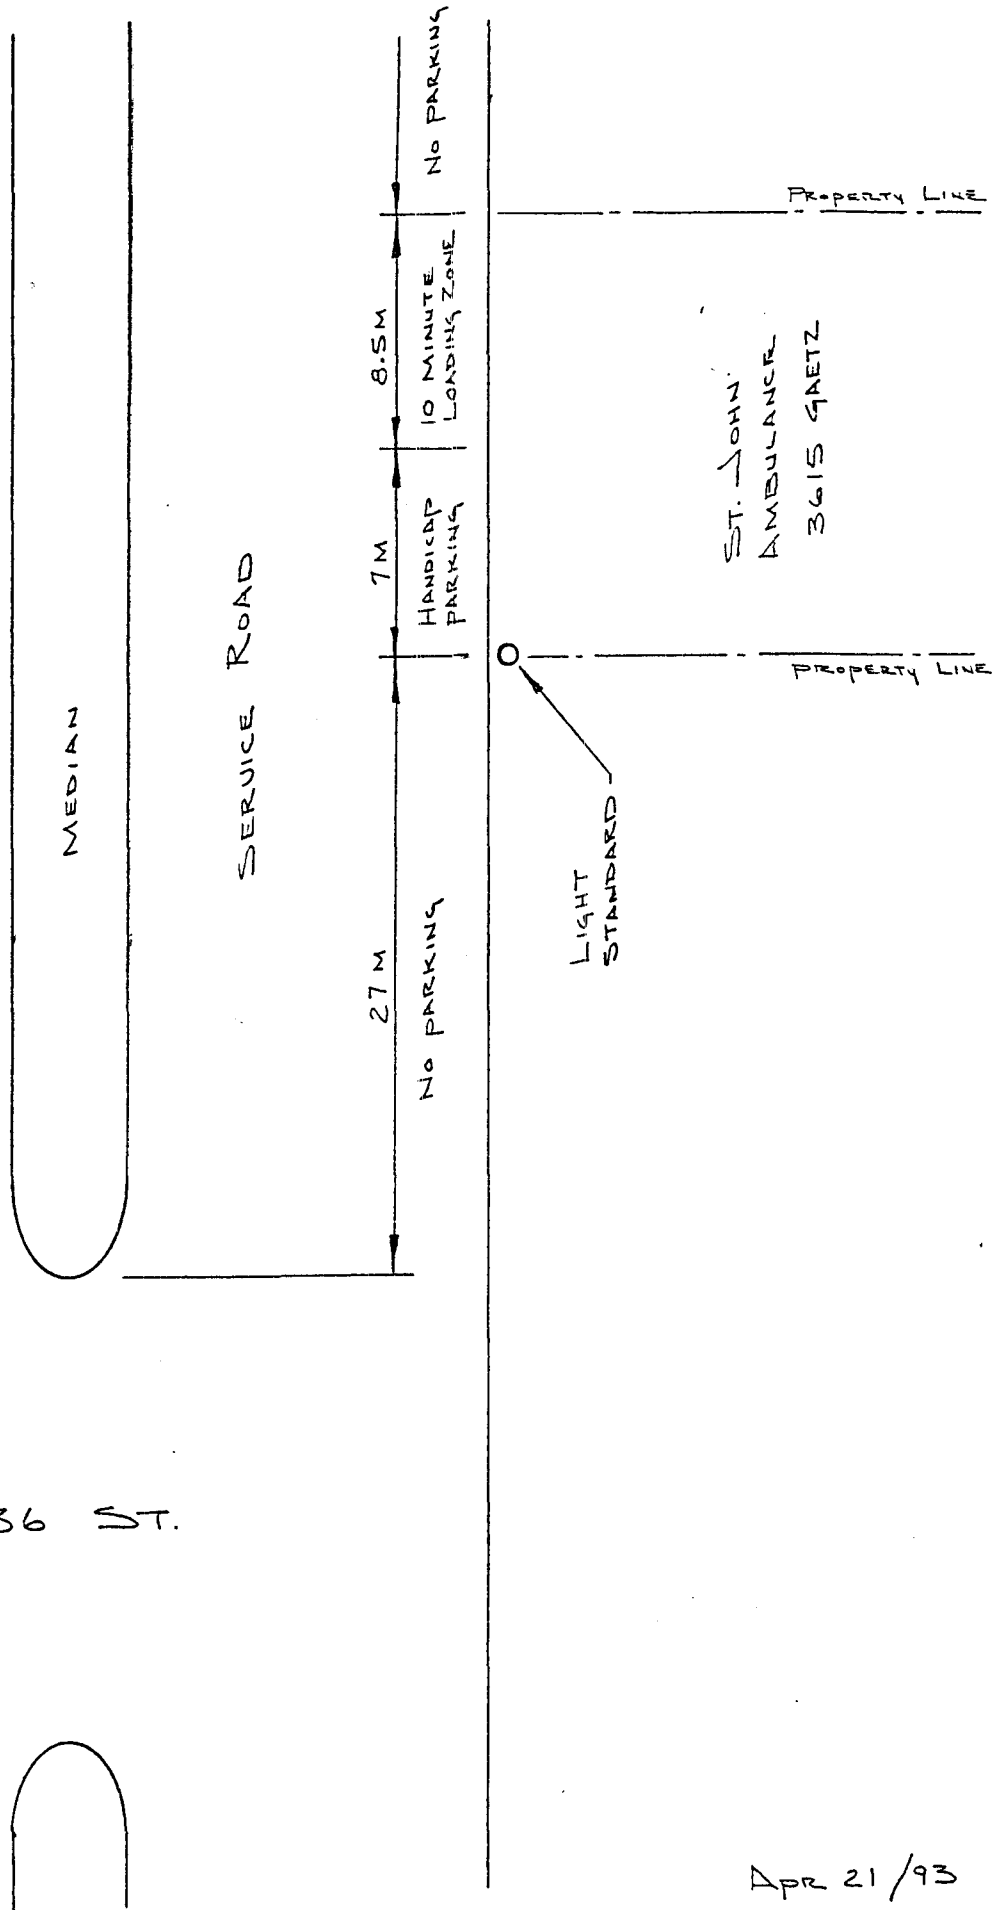 No PARKING
PROPERTY LINE
8.5M
10 MINUTE
LOADING ZONE
ST. JOHN
AMBULANCE
3615 GAETZ
7M
HANDICAP
PARKING
PROPERTY LINE
SERVICE ROAD
MEDIAN
LIGHT
STANDARD
27 M
No PARKING
36 ST.
Apr 21/93